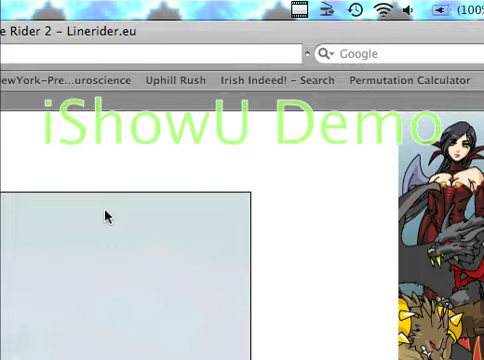 (100%
e Rider 2 – Linerider.eu
Google
ewYork–Pre...uroscience Uphill Rush Irish Indeed! – Search Permutation Calculator
iShowU Demo